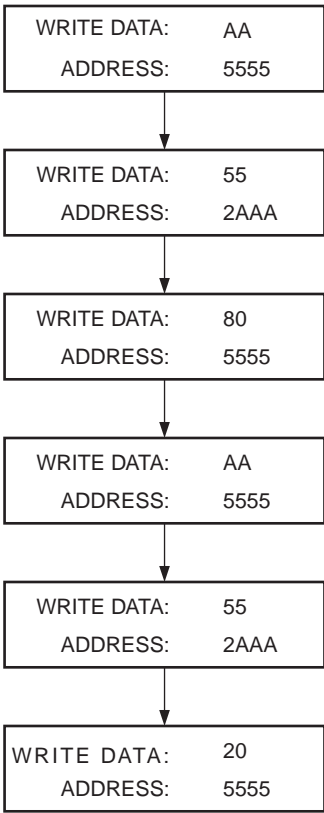 WRITE DATA: AA
ADDRESS: 5555
WRITE DATA: 55
ADDRESS: 2AAA
WRITE DATA: 80
ADDRESS: 5555
WRITE DATA: AA
ADDRESS: 5555
WRITE DATA: 55
ADDRESS: 2AAA
WRITE DATA: 20
ADDRESS: 5555